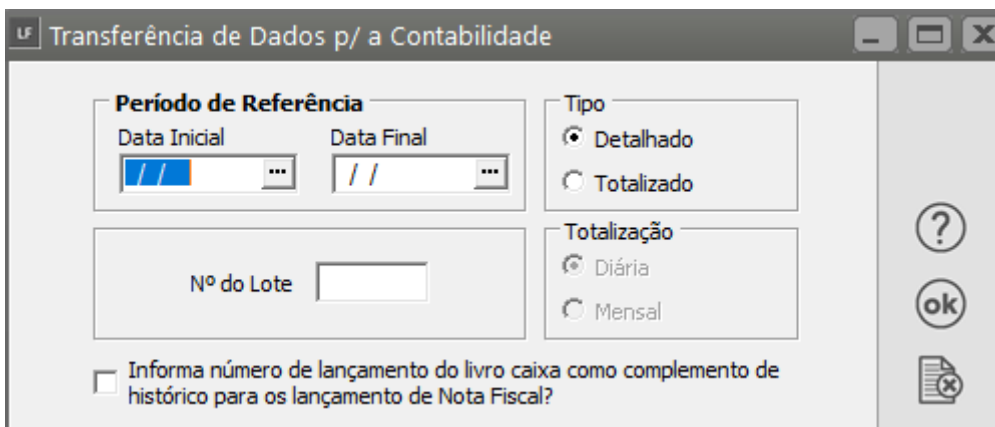 LF Transferência de Dados p/ a Contabilidade
Período de Referência
Data Inicial
Data Final
/ /
...
/ /
...
Tipo
Detalhado
Totalizado
Nº do Lote
Totalização
Diária
Mensal
Informa número de lançamento do livro caixa como complemento de
histórico para os lançamento de Nota Fiscal?
?
ok